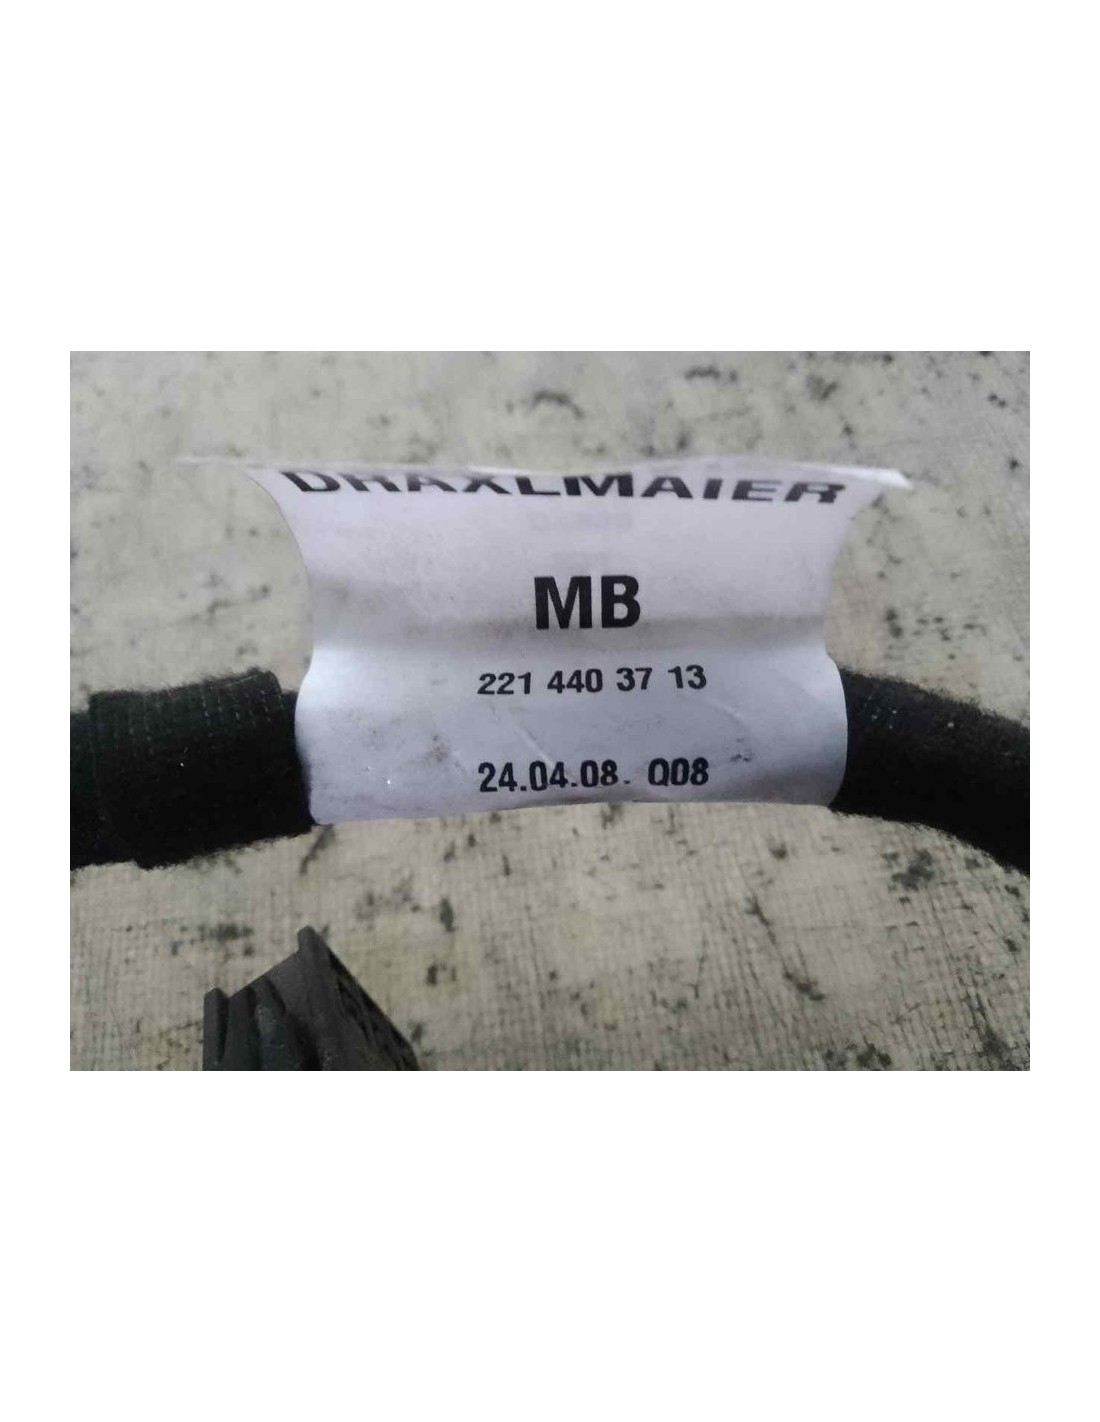 DRAXLMAIER
MB
221 440 37 13
24.04.08. Q08